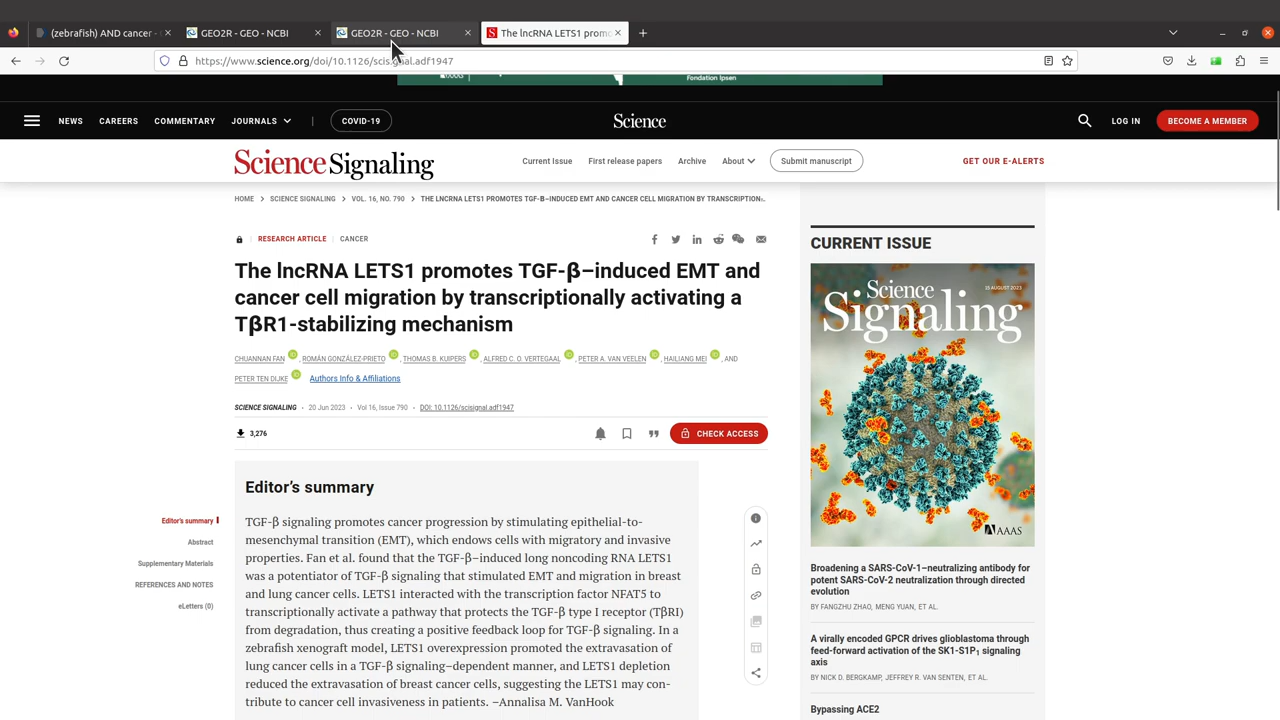 (zebrafish) AND cancer -
GEO2R - GEO - NCBI
GEO2R - GEO - NCBI
The lncRNA LETS1 promo
https://www.science.org/doi/10.1126/scisignal.adf1947
Fondation Ipsen
NEWS
CAREERS
COMMENTARY
JOURNALS
COVID-19
Science
LOG IN
BECOME A MEMBER
Science Signaling
Current Issue
First release papers
Archive
About
Submit manuscript
GET OUR E-ALERTS
HOME > SCIENCE SIGNALING > VOL. 16, NO. 790 > THE LNCRNA LETS1 PROMOTES TGF-Β–INDUCED EMT AND CANCER CELL MIGRATION BY TRANSCRIPTION...
RESEARCH ARTICLE | CANCER
The lncRNA LETS1 promotes TGF-β–induced EMT and
cancer cell migration by transcriptionally activating a
TβR1-stabilizing mechanism
CHUANNAN FAN, ROMÁN GONZÁLEZ-PRIETO, THOMAS B. KUIPERS, ALFRED C. O. VERTEGAAL, PETER A. VAN VEELEN, HAILIANG MEI, AND
PETER TEN DIJKE Authors Info & Affiliations
SCIENCE SIGNALING • 20 Jun 2023 • Vol 16, Issue 790 • DOI: 10.1126/scisignal.adf1947
3,276
CHECK ACCESS
Editor's summary
TGF-β signaling promotes cancer progression by stimulating epithelial-to-
mesenchymal transition (EMT), which endows cells with migratory and invasive
properties. Fan et al. found that the TGF-β–induced long noncoding RNA LETS1
was a potentiator of TGF-β signaling that stimulated EMT and migration in breast
and lung cancer cells. LETS1 interacted with the transcription factor NFAT5 to
transcriptionally activate a pathway that protects the TGF-β type I receptor (TβRI)
from degradation, thus creating a positive feedback loop for TGF-β signaling. In a
zebrafish xenograft model, LETS1 overexpression promoted the extravasation of
lung cancer cells in a TGF-β signaling–dependent manner, and LETS1 depletion
reduced the extravasation of breast cancer cells, suggesting the LETS1 may con-
tribute to cancer cell invasiveness in patients. –Annalisa M. VanHook
Editor's summary
Abstract
Supplementary Materials
REFERENCES AND NOTES
eLetters (0)
CURRENT ISSUE
Science
Signaling
15 AUGUST 2023
AAAS
Broadening a SARS-CoV-1–neutralizing antibody for
potent SARS-CoV-2 neutralization through directed
evolution
BY FANGZHU ZHAO, MENG YUAN, ET AL.
A virally encoded GPCR drives glioblastoma through
feed-forward activation of the SK1-S1P1 signaling
axis
BY NICK D. BERGKAMP, JEFFREY R. VAN SENTEN, ET AL.
Bypassing ACE2